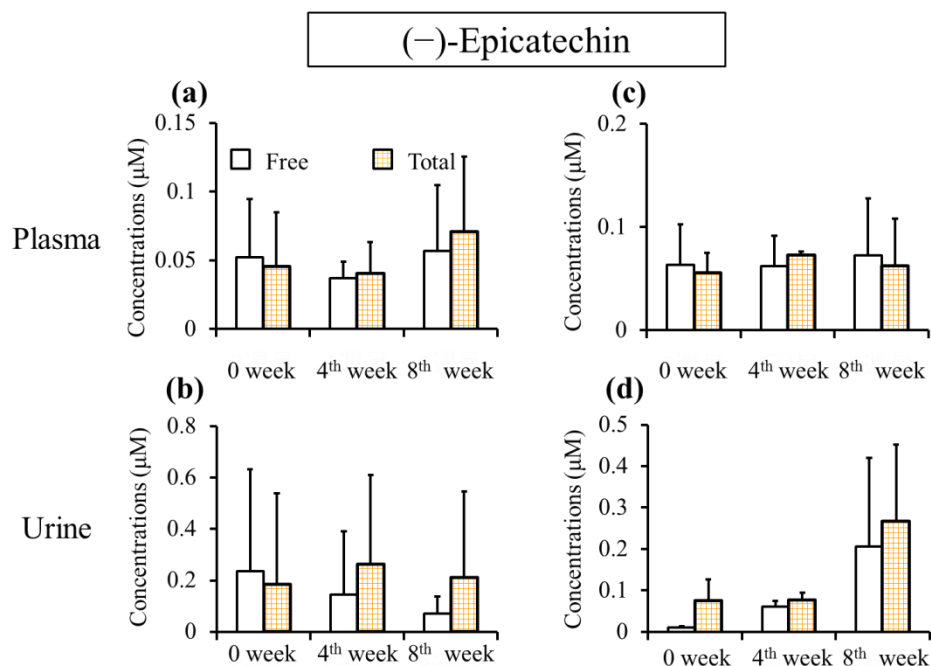 (−)-Epicatechin
(a)
(c)
Plasma
Concentrations (μM)
0.15
0.1
0.05
0
Free
Total
0 week
4th week
8th week
Concentrations (μM)
0.2
0.1
0
0 week
4th week
8th week
(b)
(d)
Urine
Concentrations (μM)
0.8
0.6
0.4
0.2
0
0 week
4th week
8th week
Concentrations (μM)
0.5
0.4
0.3
0.2
0.1
0
0 week
4th week
8th week